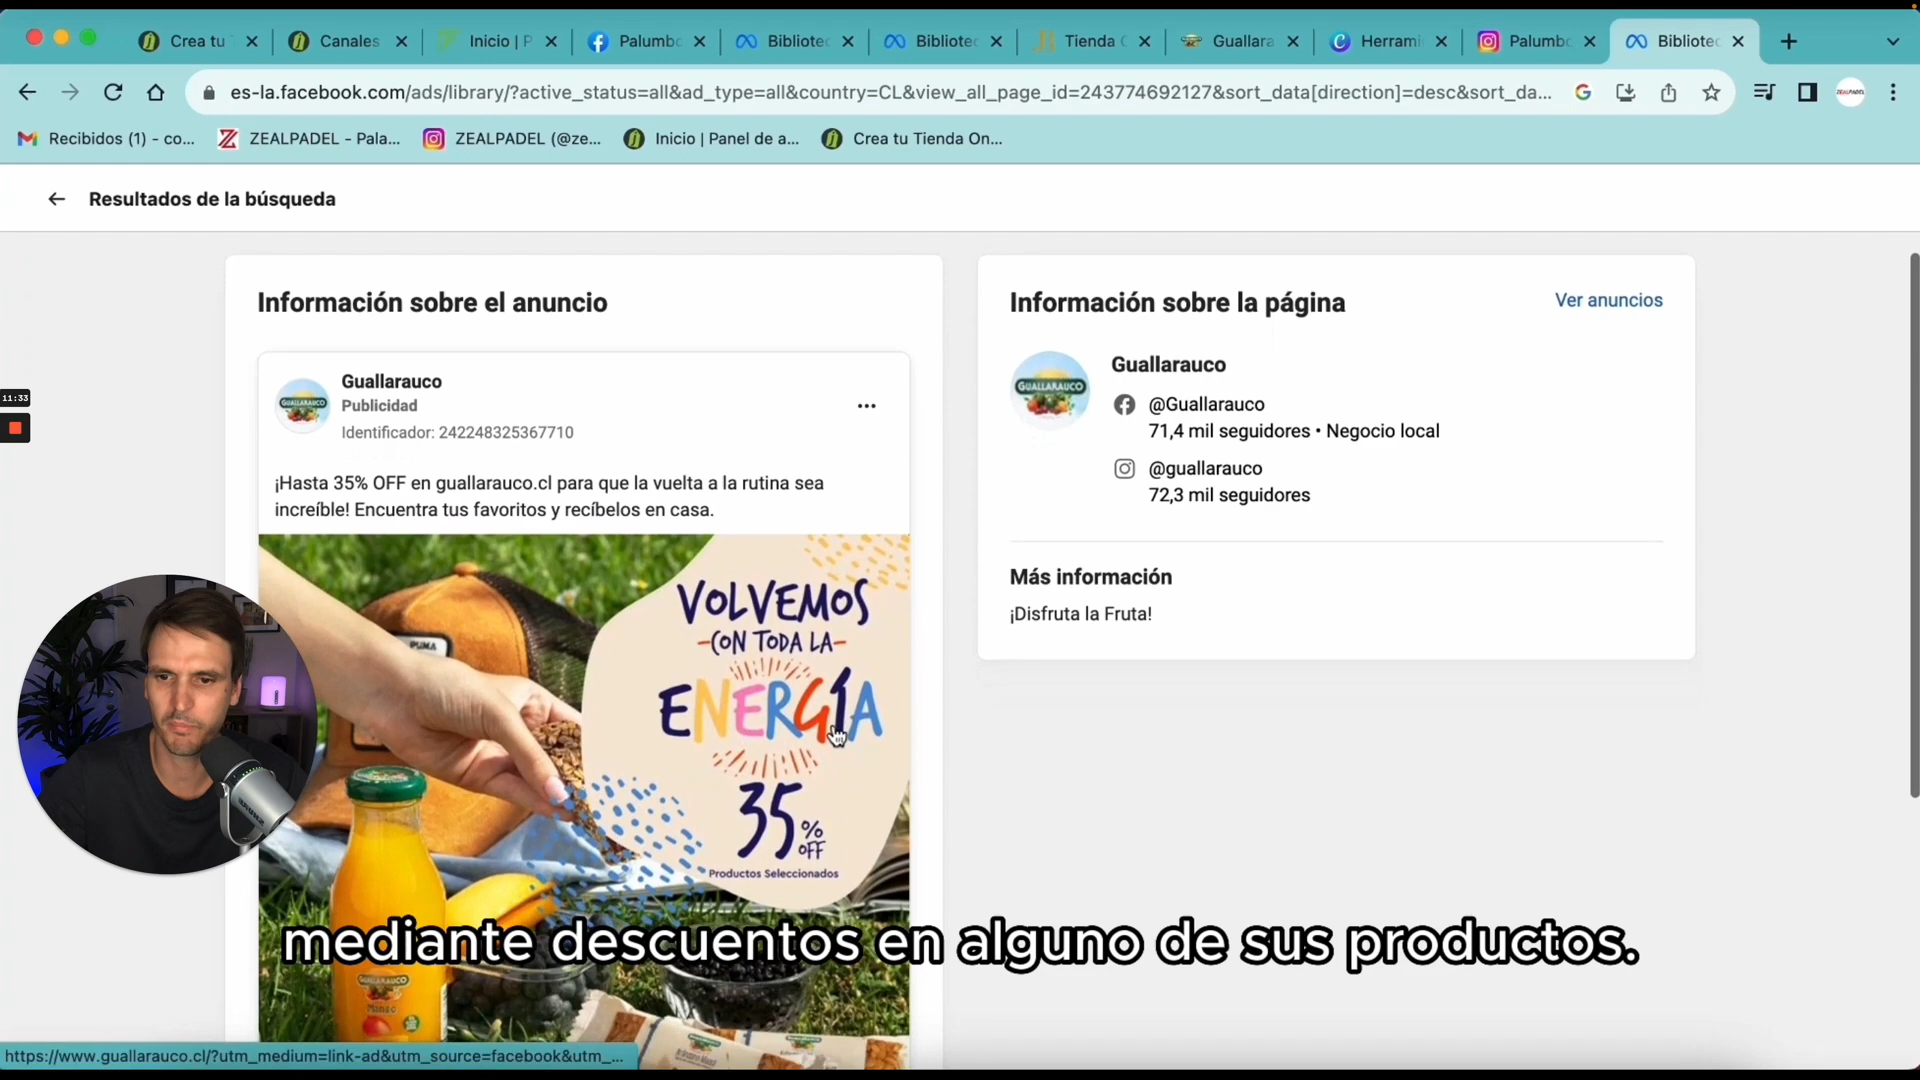 Crea tu
Canales
Inicio | P
Palumbo
Bibliotec
Bibliotec
Tienda
Guallara
Herrami
Palumbo
Bibliotec
es-la.facebook.com/ads/library/?active_status=all&ad_type=all&country=CL&view_all_page_id=243774692127&sort_data[direction]=desc&sort_da...
ZEALPADEL
Recibidos (1) - co...
ZEALPADEL - Pala...
ZEALPADEL (@ze...
Inicio | Panel de a...
Crea tu Tienda On...
Resultados de la búsqueda
Información sobre el anuncio
GUALLARAUCO
Guallarauco
Publicidad
Identificador: 242248325367710
¡Hasta 35% OFF en guallarauco.cl para que la vuelta a la rutina sea
increíble! Encuentra tus favoritos y recíbelos en casa.
PUMA
VOLVEMOS
-CON TODA LA-
ENERGÍA
35% OFF
Productos Seleccionados
GUALLARAUCO
Mango
Información sobre la página
Ver anuncios
GUALLARAUCO
Guallarauco
@Guallarauco
71,4 mil seguidores • Negocio local
@guallarauco
72,3 mil seguidores
Más información
¡Disfruta la Fruta!
11:33
mediante descuentos en alguno de sus productos.
https://www.guallarauco.cl/?utm_medium=link-ad&utm_source=facebook&utm_...